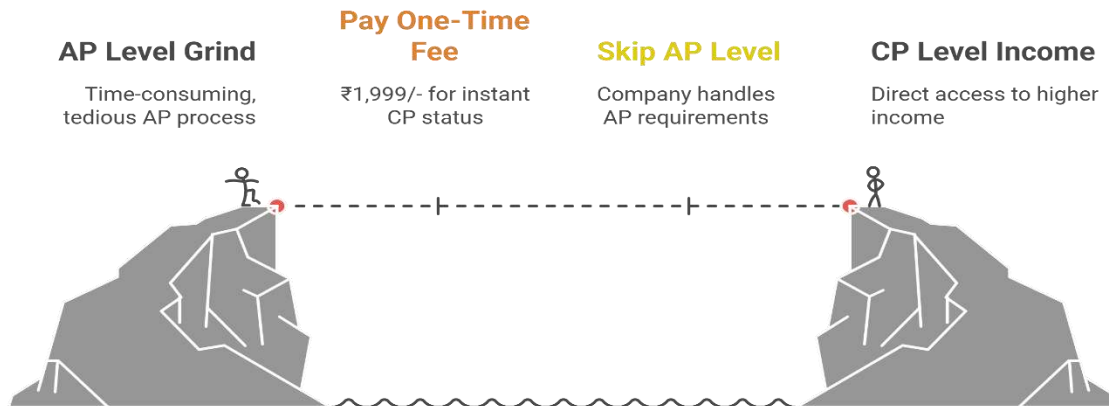 AP Level Grind
Time-consuming,
tedious AP process
Pay One-Time
Fee
₹1,999/- for instant
CP status
Skip AP Level
Company handles
AP requirements
CP Level Income
Direct access to higher
income